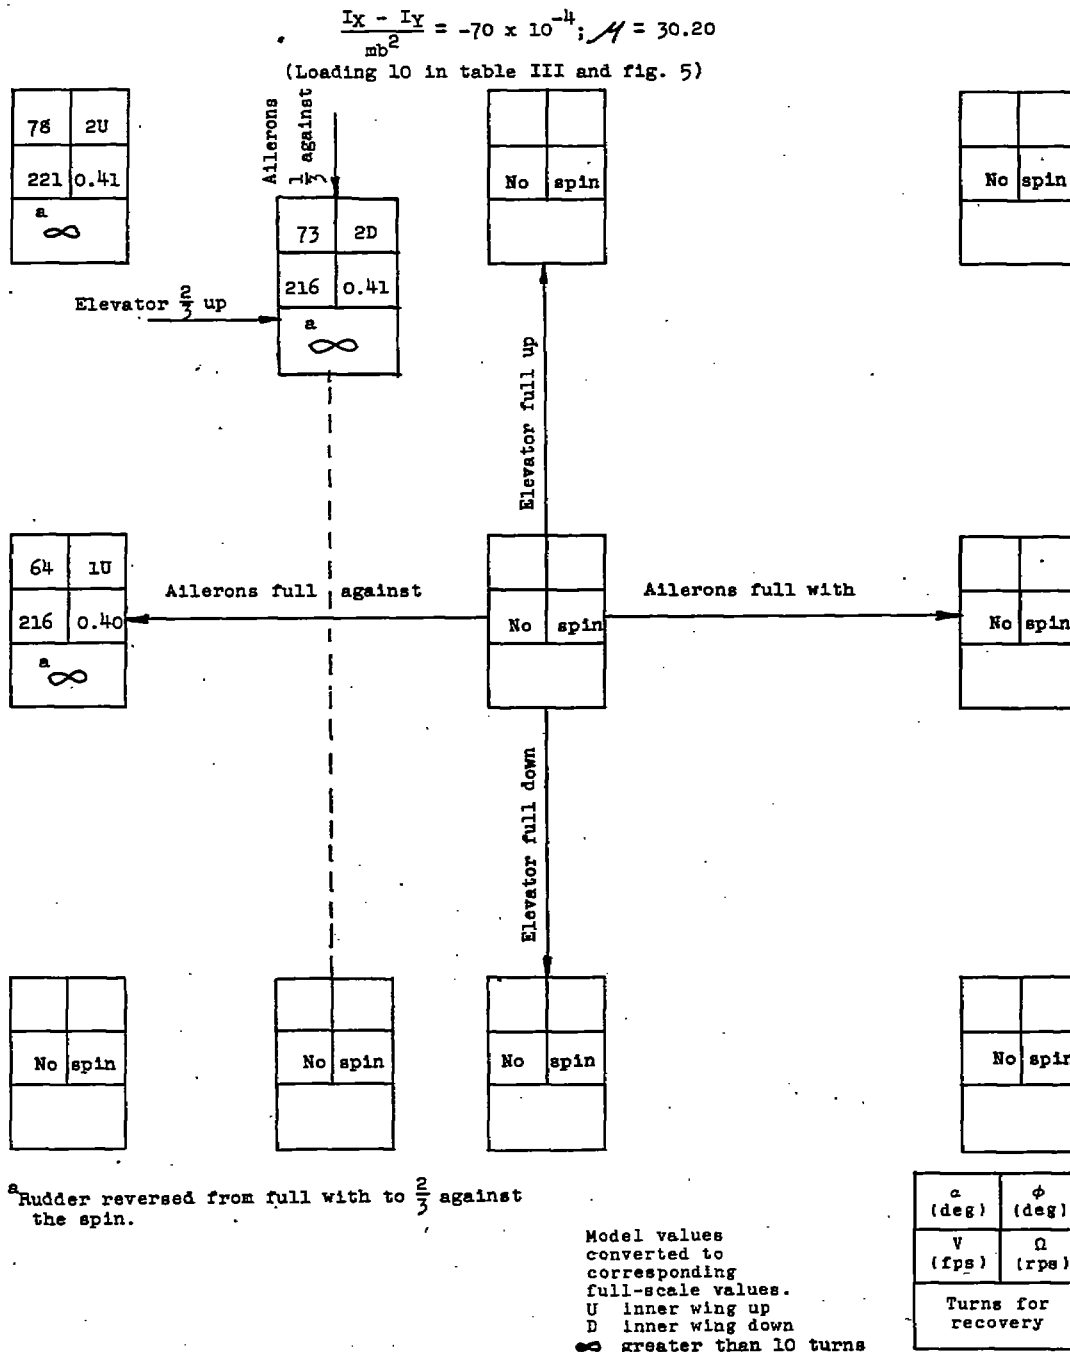 (I_X - I_Y) / mb² = -70 x 10⁻⁴; μ = 30.20
(Loading 10 in table III and fig. 5)
78 2U
221 0.41
a ∞
Ailerons
1/3 against
73 2D
216 0.41
a ∞
Elevator 2/3 up
No spin
No spin
Elevator full up
64 1U
216 0.40
a ∞
Ailerons full against
No spin
Ailerons full with
No spin
Elevator full down
No spin
No spin
No spin
No spin
ᵃRudder reversed from full with to 2/3 against
the spin.
Model values
converted to
corresponding
full-scale values.
U inner wing up
D inner wing down
∞ greater than 10 turns
α (deg) ϕ (deg)
V (fps) Ω (rps)
Turns for
recovery